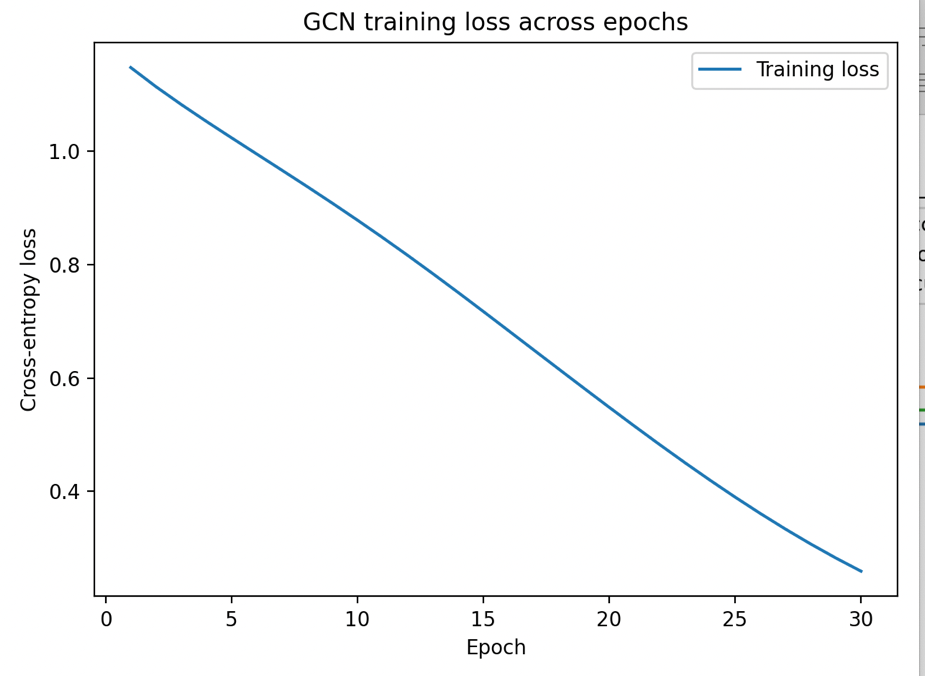 GCN training loss across epochs
Training loss
1.0
0.8
0.6
0.4
Cross-entropy loss
0 5 10 15 20 25 30
Epoch